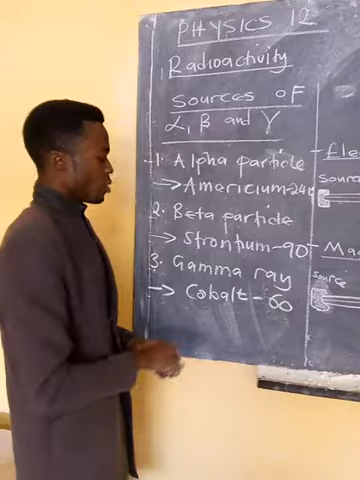 PHYSICS 12
Radioactivity
Sources of
α, β and γ
1. Alpha particle
→ Americium-241
2. Beta particle
→ Strontium-90
3. Gamma ray
→ Cobalt-60
source